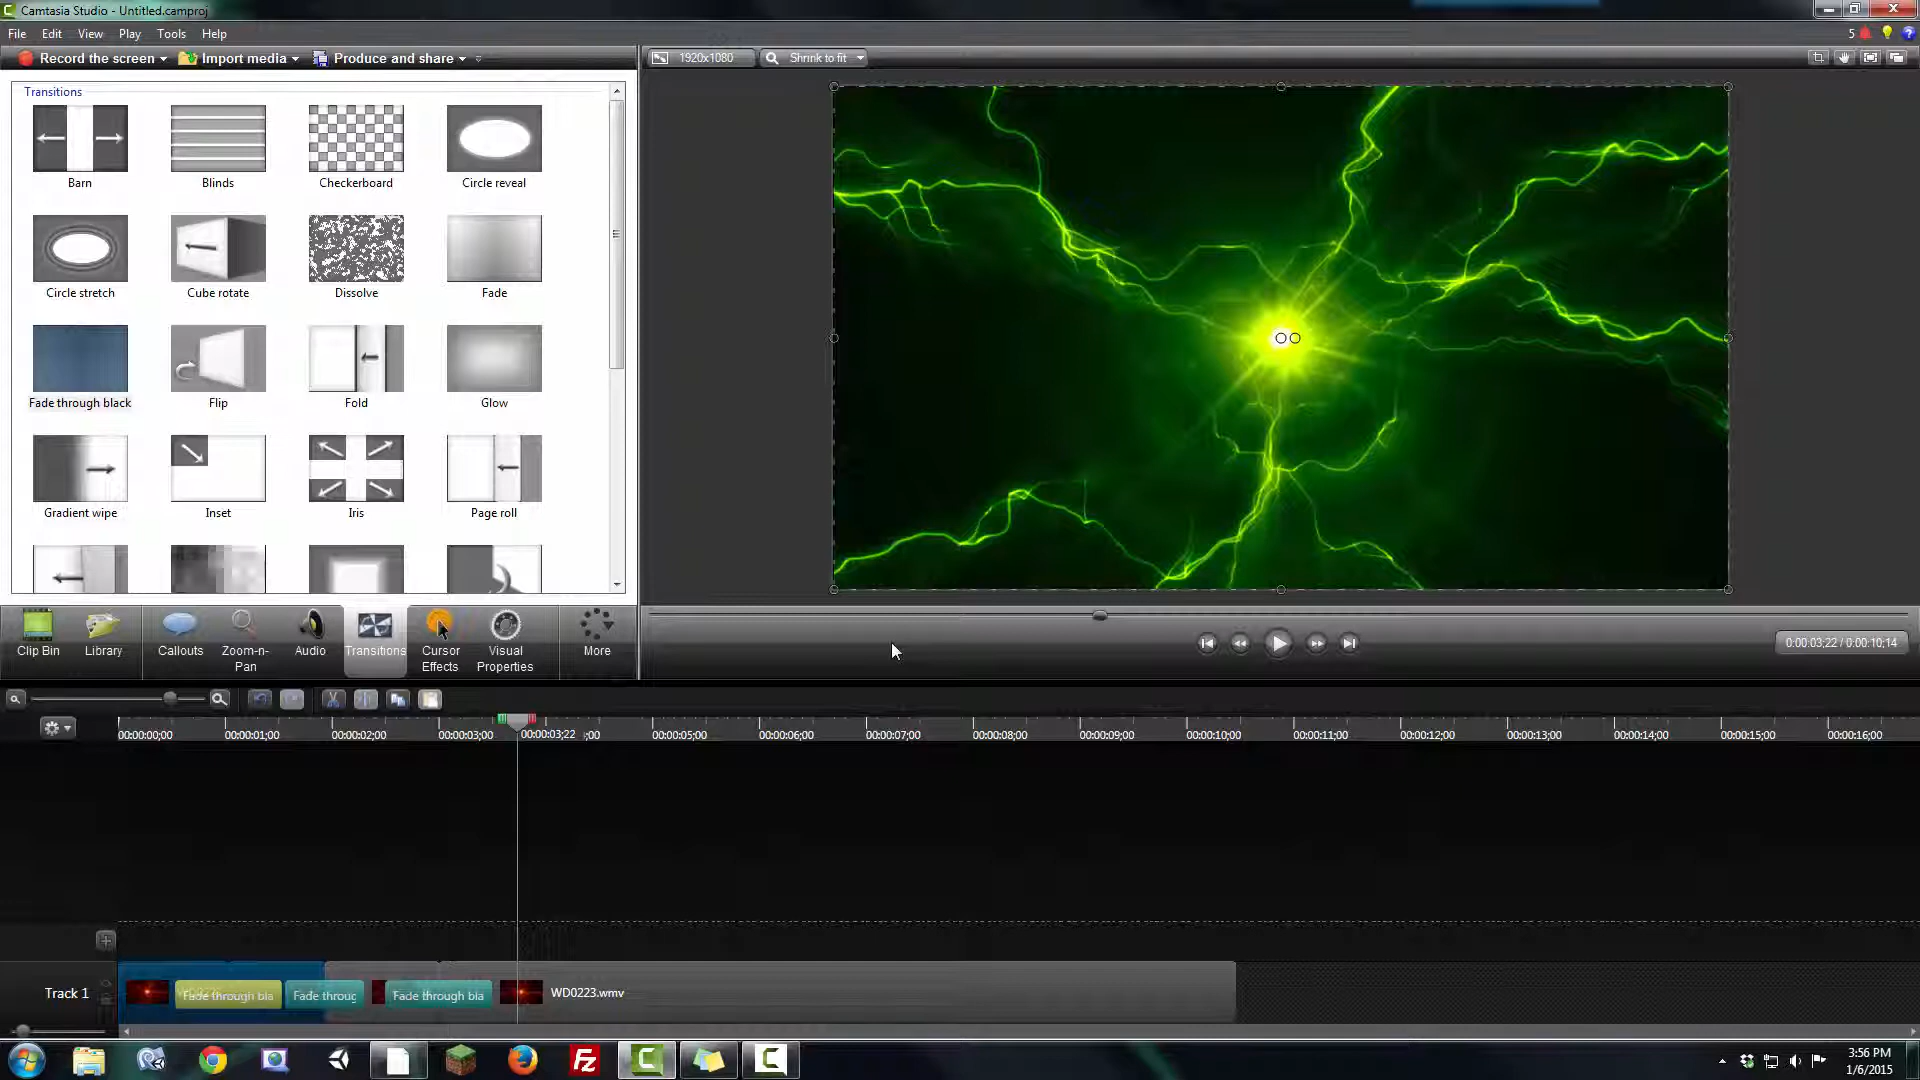 Camtasia Studio - Untitled.camproj
File Edit View Play Tools Help
5
Record the screen Import media Produce and share
1920x1080 Shrink to fit
Transitions
Barn Blinds Checkerboard Circle reveal
Circle stretch Cube rotate Dissolve Fade
Fade through black Flip Fold Glow
Gradient wipe Inset Iris Page roll
Clip Bin Library Callouts Zoom-n-Pan Audio Transitions Cursor Effects Visual Properties More
0:00:03;22 / 0:00:10;14
00:00:00;00 00:00:01;00 00:00:02;00 00:00:03;00 00:00:03;22 ;00 00:00:05;00 00:00:06;00 00:00:07;00 00:00:08;00 00:00:09;00 00:00:10;00 00:00:11;00 00:00:12;00 00:00:13;00 00:00:14;00 00:00:15;00 00:00:16;00
Track 1 Fade through bla Fade throug Fade through bla WD0223.wmv
3:56 PM
1/6/2015